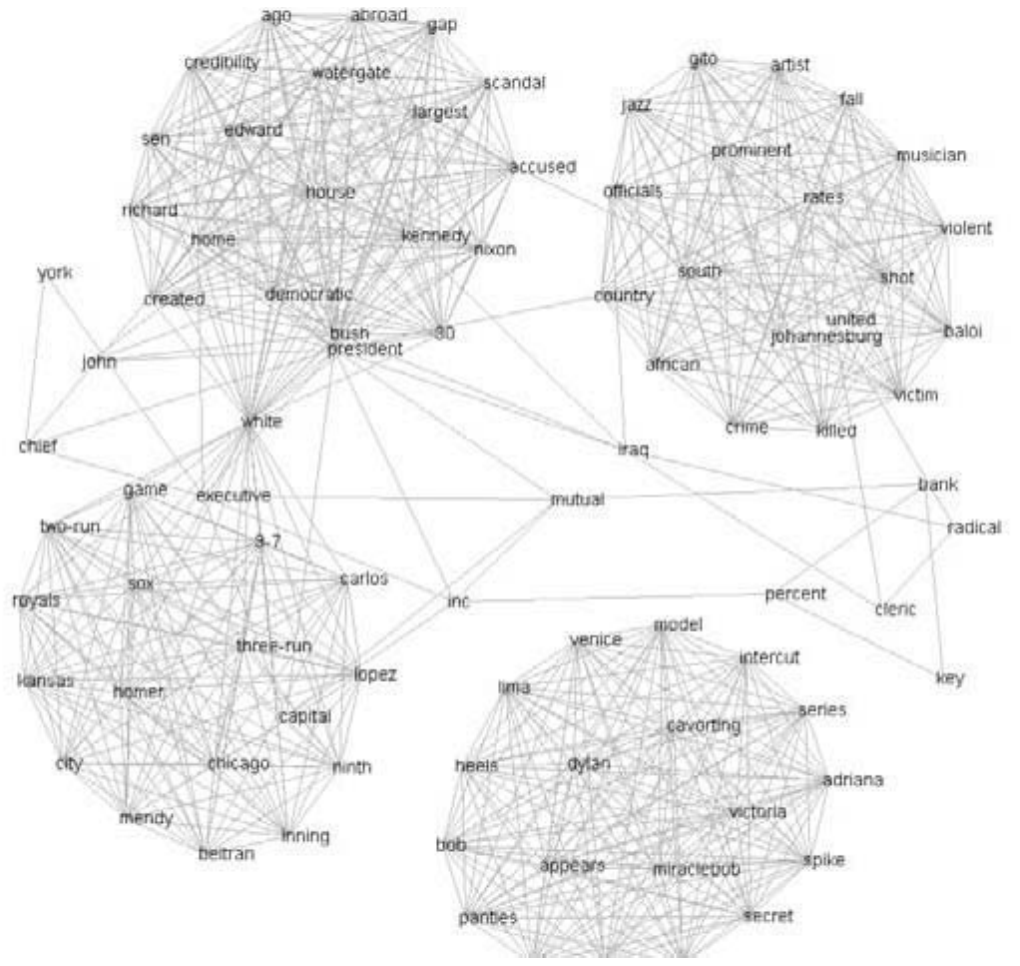 ago
abroad
gap
credibility
watergate
scandal
largest
sen
edward
accused
house
richard
home
kennedy
nixon
created
democratic
bush
president
30
gito
artist
jazz
fall
prominent
musician
officials
rates
violent
south
shot
country
united
johannesburg
baloi
african
victim
crime
killed
york
john
chief
white
iraq
executive
mutual
bank
radical
inc
percent
cleric
key
game
two-run
9-7
sox
carlos
royals
three-run
lopez
kansas
homer
capital
city
chicago
ninth
mendy
inning
beltran
venice
model
intercut
lima
cavorting
series
heels
dylan
adriana
victoria
bob
appears
miraclebob
spike
panties
secret